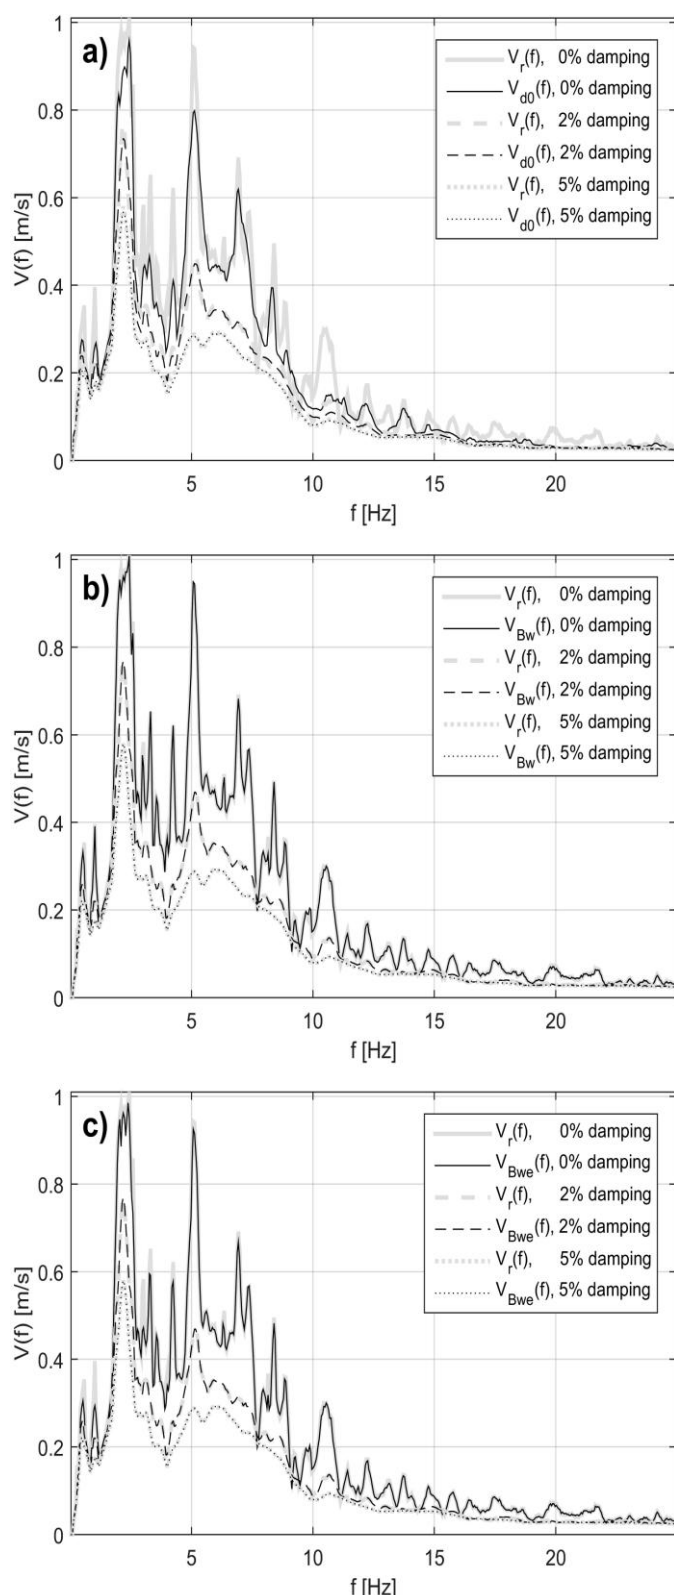 a)
1
0.8
0.6
0.4
0.2
0
V(f) [m/s]
5 10 15 20
f [Hz]
V_r(f), 0% damping
V_d0(f), 0% damping
V_r(f), 2% damping
V_d0(f), 2% damping
V_r(f), 5% damping
V_d0(f), 5% damping
b)
1
0.8
0.6
0.4
0.2
0
V(f) [m/s]
5 10 15 20
f [Hz]
V_r(f), 0% damping
V_Bw(f), 0% damping
V_r(f), 2% damping
V_Bw(f), 2% damping
V_r(f), 5% damping
V_Bw(f), 5% damping
c)
1
0.8
0.6
0.4
0.2
0
V(f) [m/s]
5 10 15 20
f [Hz]
V_r(f), 0% damping
V_Bwe(f), 0% damping
V_r(f), 2% damping
V_Bwe(f), 2% damping
V_r(f), 5% damping
V_Bwe(f), 5% damping